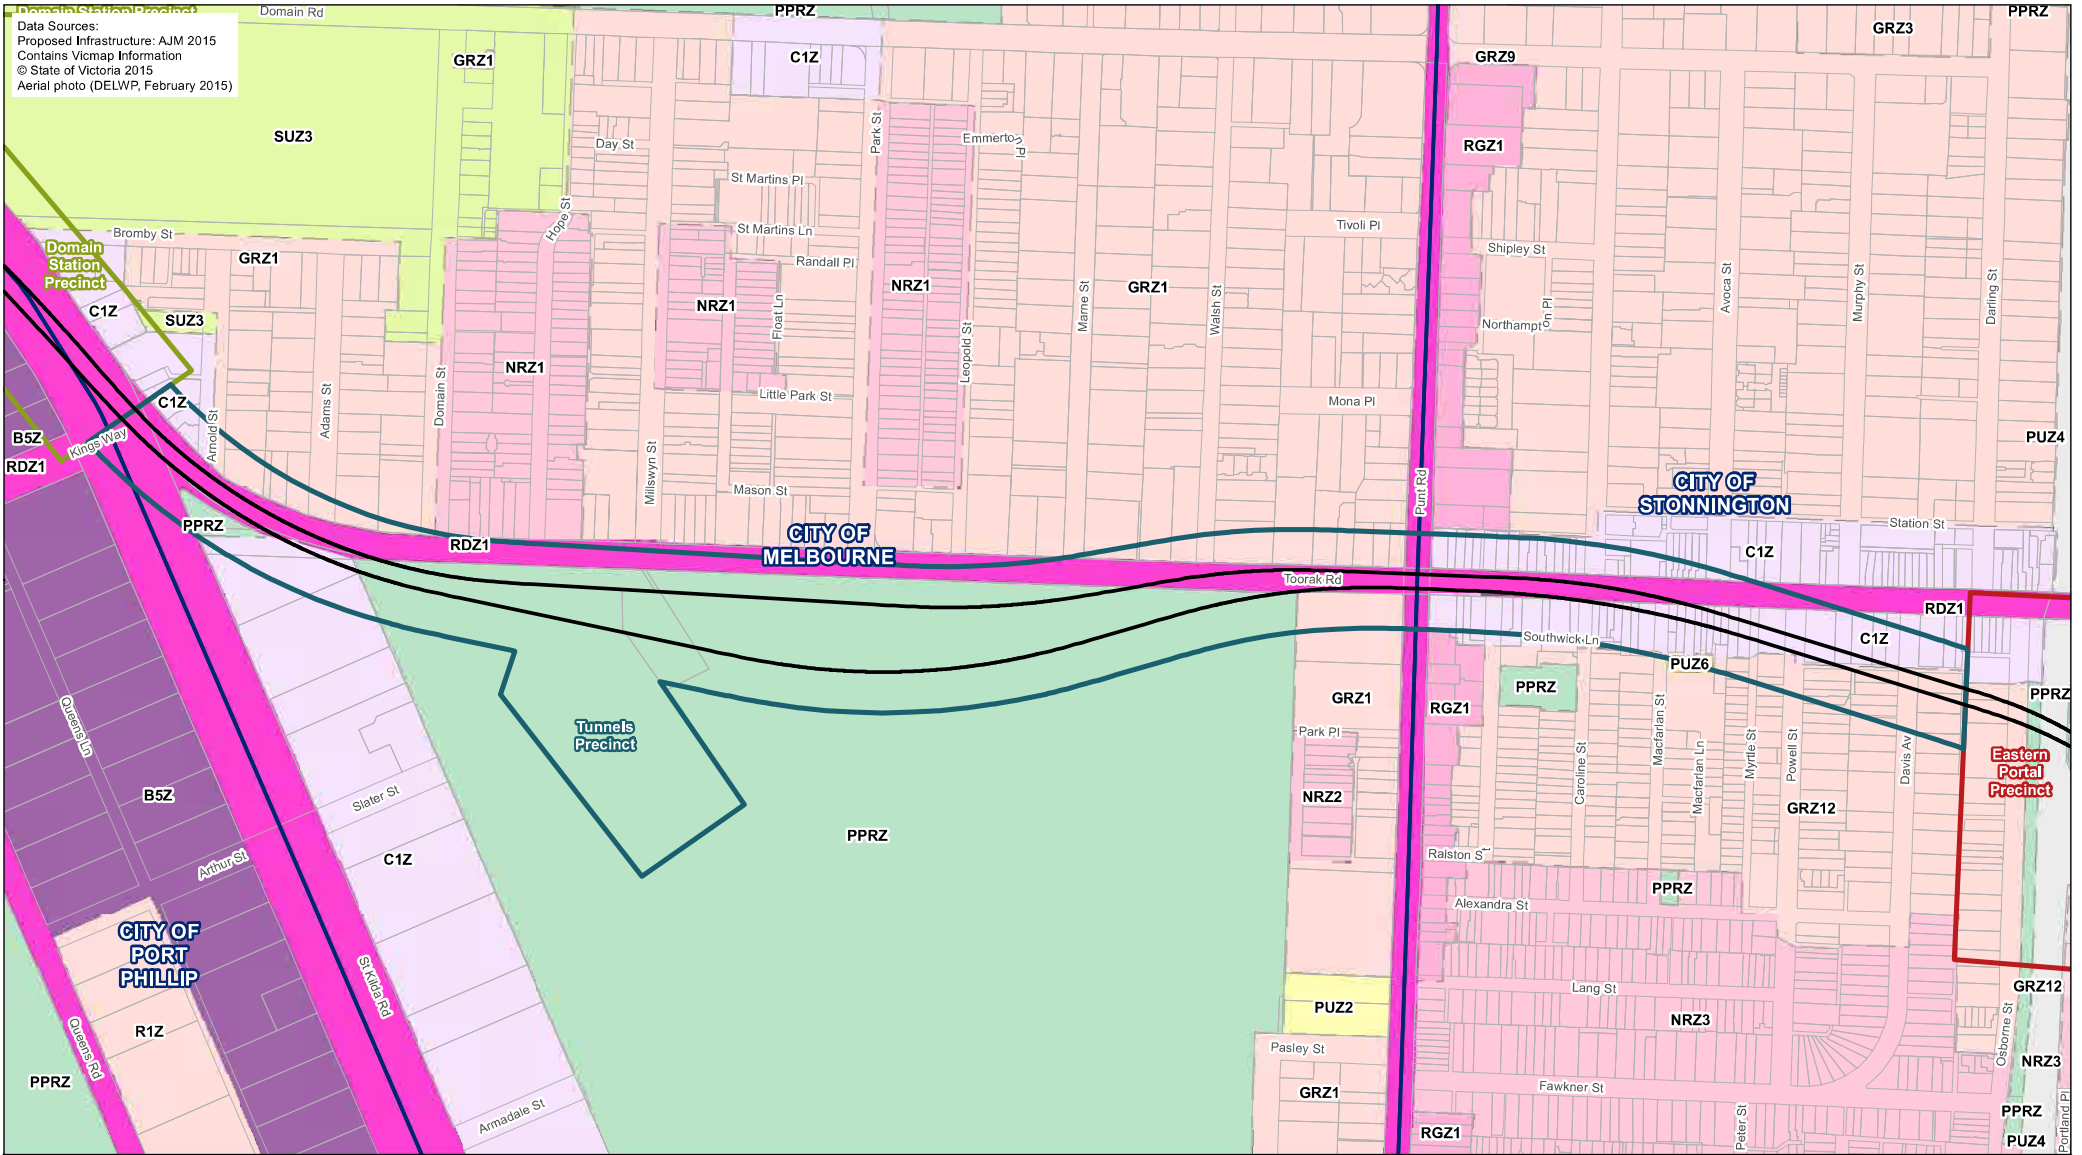 Domain Station Precinct
Data Sources:
Proposed Infrastructure: AJM 2015
Contains Vicmap Information
© State of Victoria 2015
Aerial photo (DELWP, February 2015)
Domain Rd
PPRZ
PPRZ
GRZ3
GRZ1
C1Z
GRZ9
SUZ3
Park St
Emmerton Pl
Day St
RGZ1
St Martins Pl
Hope St
St Martins Ln
Tivoli Pl
Bromby St
Shipley St
Domain
Station
Precinct
GRZ1
Randall Pl
NRZ1
GRZ1
Avoca St
Murphy St
Darling St
Marne St
Walsh St
C1Z
SUZ3
NRZ1
Float Ln
Northampton Pl
Leopold St
NRZ1
Little Park St
Mona Pl
C1Z
Adams St
Domain St
Arnold St
Kings Way
B5Z
RDZ1
PUZ4
Millswyn St
Mason St
Punt Rd
CITY OF
STONNINGTON
PPRZ
RDZ1
CITY OF
MELBOURNE
Station St
C1Z
Toorak Rd
RDZ1
Southwick Ln
C1Z
PUZ6
PPRZ
PPRZ
GRZ1
RGZ1
Queens Ln
Tunnels
Precinct
Park Pl
Caroline St
Macfarlan St
Macfarlan Ln
Myrtle St
Powell St
Davis Av
Eastern
Portal
Precinct
B5Z
Slater St
NRZ2
GRZ12
PPRZ
Arthur St
C1Z
Ralston St
PPRZ
Alexandra St
CITY OF
PORT
PHILLIP
St Kilda Rd
Lang St
GRZ12
PUZ2
NRZ3
R1Z
Queens Rd
Pasley St
Osborne St
NRZ3
PPRZ
GRZ1
Fawkner St
Armadale St
RGZ1
Peter St
PPRZ
PUZ4
Portland Pl